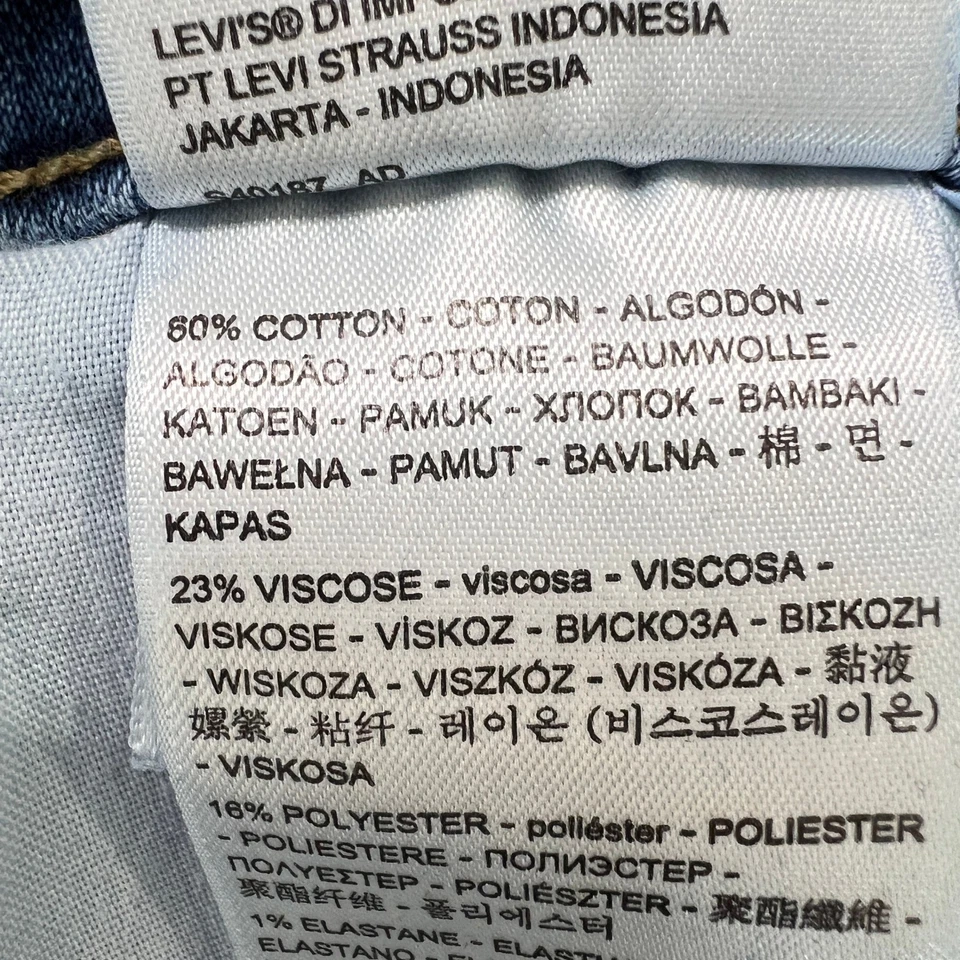 LEVI'S® DI
PT LEVI STRAUSS INDONESIA
JAKARTA - INDONESIA
S40187 AD
60% COTTON - COTON - ALGODÓN -
ALGODÃO - COTONE - BAUMWOLLE -
KATOEN - PAMUK - ХЛОПОК - BAMBAKI -
BAWEŁNA - PAMUT - BAVLNA - 棉 - 면 -
KAPAS
23% VISCOSE - viscosa - VISCOSA -
VISKOSE - VİSKOZ - ВИСКОЗА - ΒΙΣΚΟΖΗ
- WISKOZA - VISZKÓZ - VISKÓZA - 黏液
嫘縈 - 粘纤 - 레이온 (비스코스레이온)
- VISKOSA
16% POLYESTER - poliéster - POLIESTER
- POLIESTERE - ПОЛИЭСТЕР -
ΠΟΛΥΕΣΤΕΡ - POLIÉSZTER - 聚酯纖維 -
聚酯纤维 - 폴리에스터
1% ELASTANE -
ELASTANO -